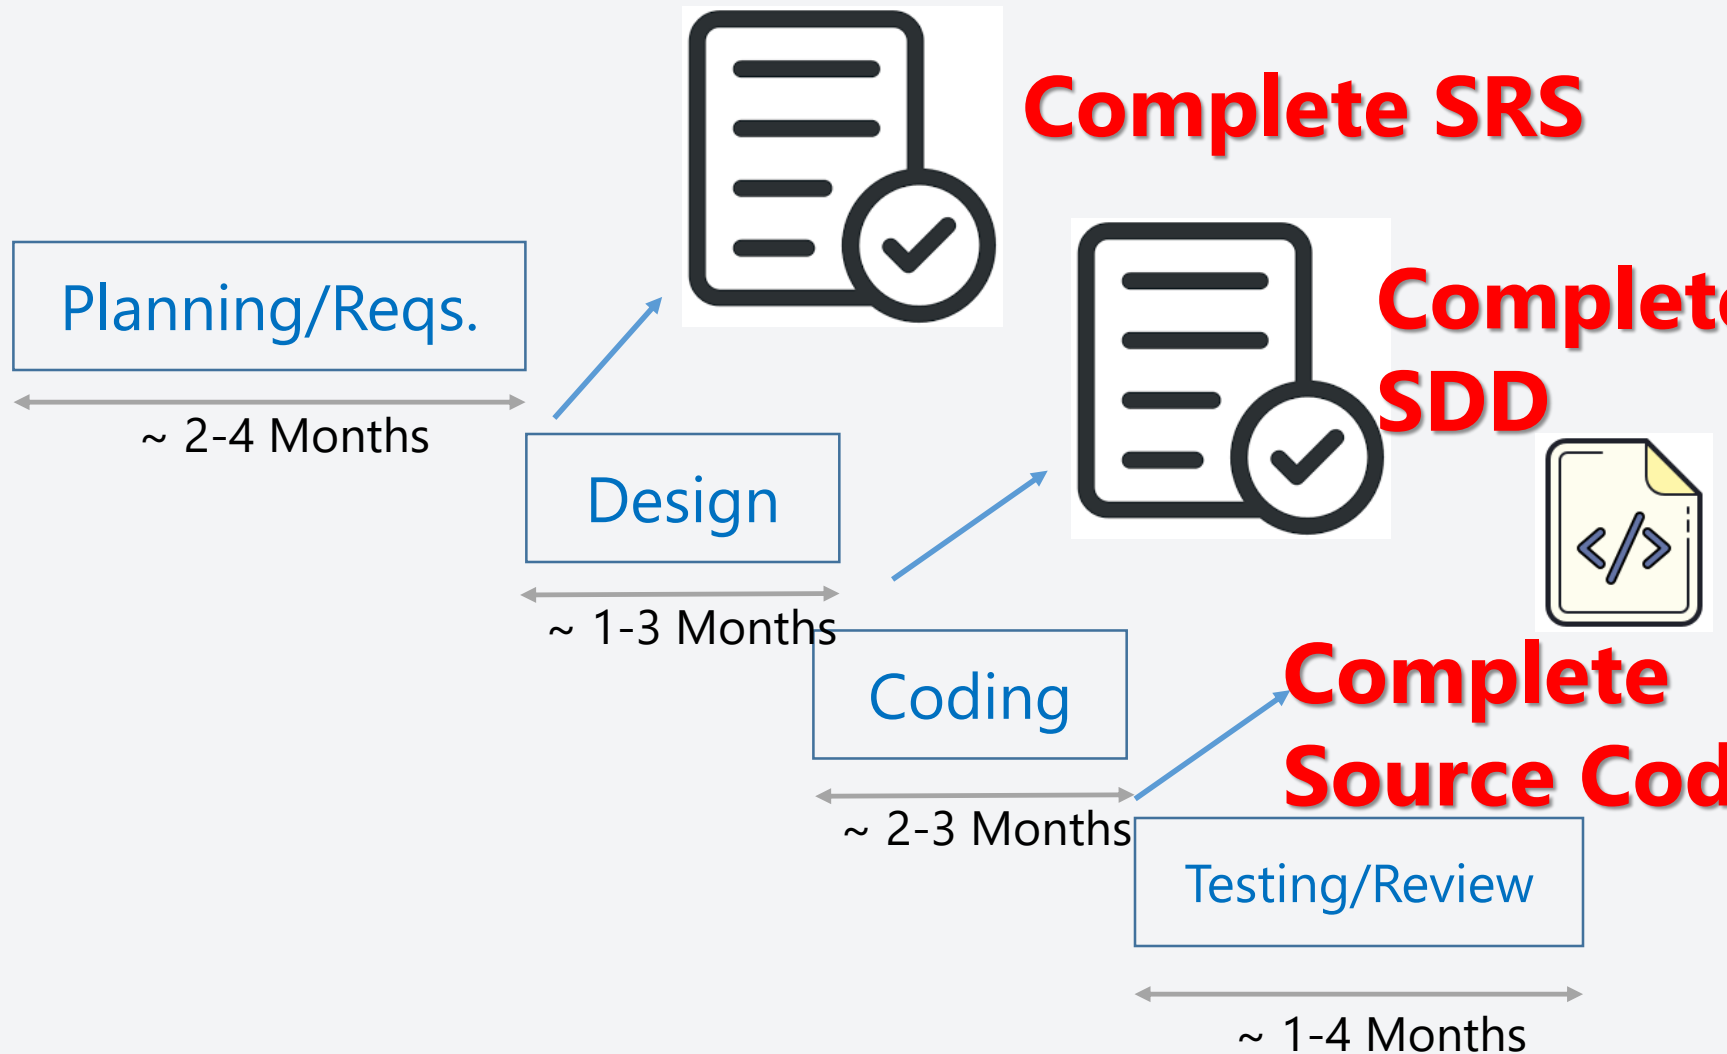 Complete SRS
Planning/Reqs.
~ 2-4 Months
Complete
SDD
Design
~ 1-3 Months
</>
Coding
~ 2-3 Months
Complete
Source Cod
Testing/Review
~ 1-4 Months